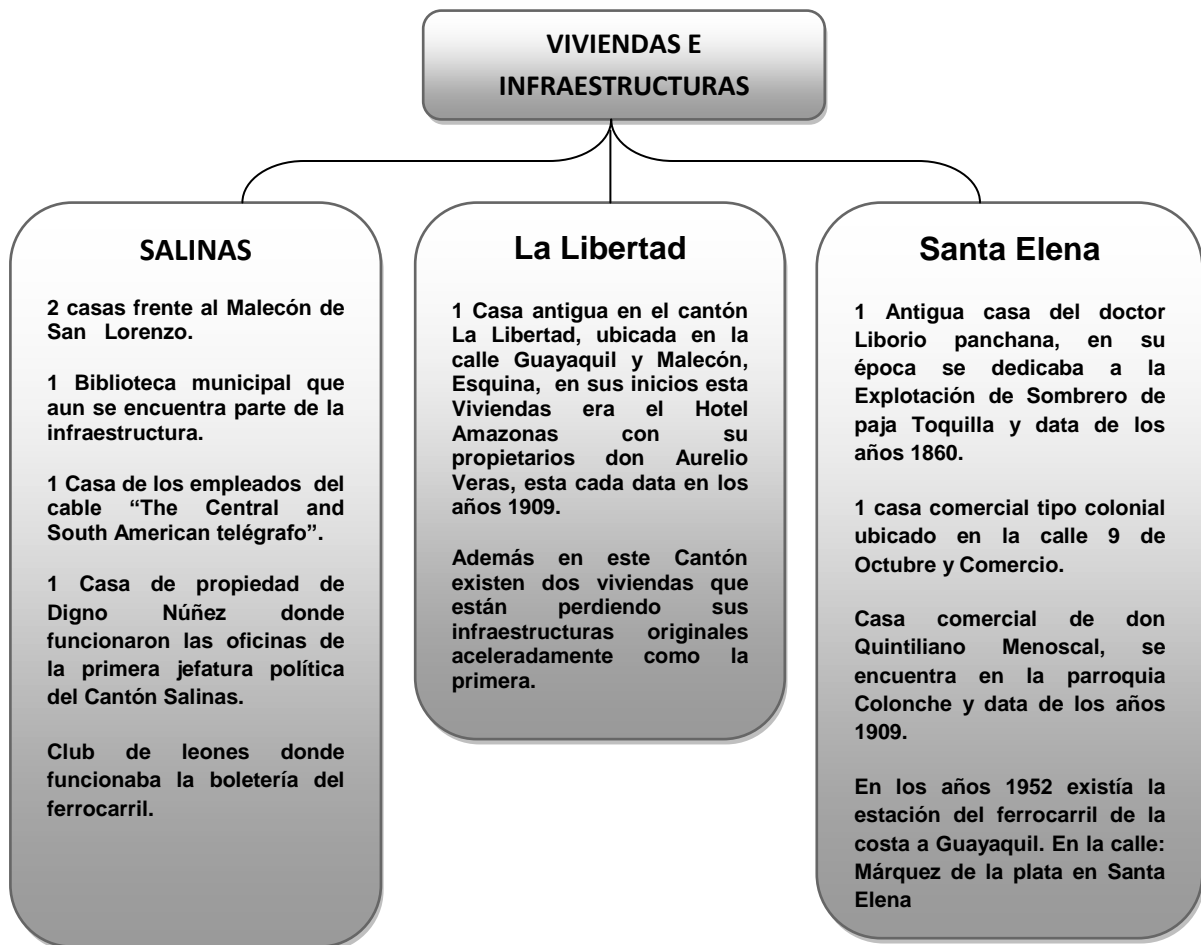 VIVIENDAS E
INFRAESTRUCTURAS
SALINAS
2 casas frente al Malecón de
San Lorenzo.
1 Biblioteca municipal que
aun se encuentra parte de la
infraestructura.
1 Casa de los empleados del
cable “The Central and
South American telégrafo”.
1 Casa de propiedad de
Digno Núñez donde
funcionaron las oficinas de
la primera jefatura política
del Cantón Salinas.
Club de leones donde
funcionaba la boletería del
ferrocarril.
La Libertad
1 Casa antigua en el cantón
La Libertad, ubicada en la
calle Guayaquil y Malecón,
Esquina, en sus inicios esta
Viviendas era el Hotel
Amazonas con su
propietarios don Aurelio
Veras, esta cada data en los
años 1909.
Además en este Cantón
existen dos viviendas que
están perdiendo sus
infraestructuras originales
aceleradamente como la
primera.
Santa Elena
1 Antigua casa del doctor
Liborio panchana, en su
época se dedicaba a la
Explotación de Sombrero de
paja Toquilla y data de los
años 1860.
1 casa comercial tipo colonial
ubicado en la calle 9 de
Octubre y Comercio.
Casa comercial de don
Quintiliano Menoscal, se
encuentra en la parroquia
Colonche y data de los años
1909.
En los años 1952 existía la
estación del ferrocarril de la
costa a Guayaquil. En la calle:
Márquez de la plata en Santa
Elena